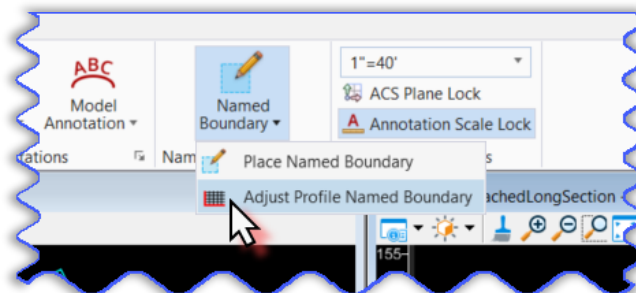 ABC
Model
Annotation
Named
Boundary
1"=40'
ACS Plane Lock
A Annotation Scale Lock
Place Named Boundary
Adjust Profile Named Boundary
155